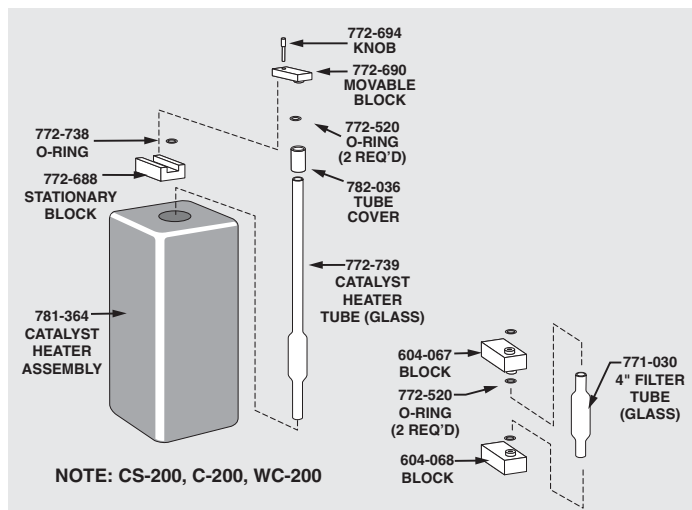 772-694
KNOB
772-690
MOVABLE
BLOCK
772-738
O-RING
772-520
O-RING
(2 REQ'D)
772-688
STATIONARY
BLOCK
782-036
TUBE
COVER
772-739
CATALYST
HEATER
TUBE (GLASS)
781-364
CATALYST
HEATER
ASSEMBLY
604-067
BLOCK
771-030
4" FILTER
TUBE
(GLASS)
772-520
O-RING
(2 REQ'D)
604-068
BLOCK
NOTE: CS-200, C-200, WC-200